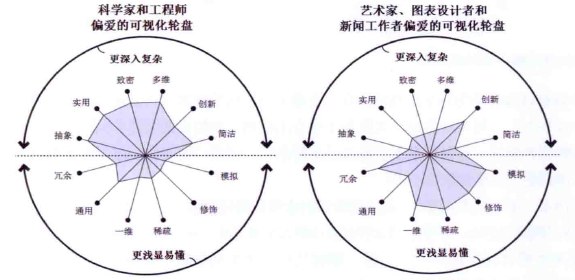 科学家和工程师
偏爱的可视化轮盘
更深入复杂
致密
多维
实用
创新
抽象
简洁
冗余
模拟
通用
修饰
一维
稀疏
更浅显易懂
艺术家、图表设计者和
新闻工作者偏爱的可视化轮盘
更深入复杂
致密
多维
实用
创新
抽象
简洁
冗余
模拟
通用
修饰
一维
稀疏
更浅显易懂